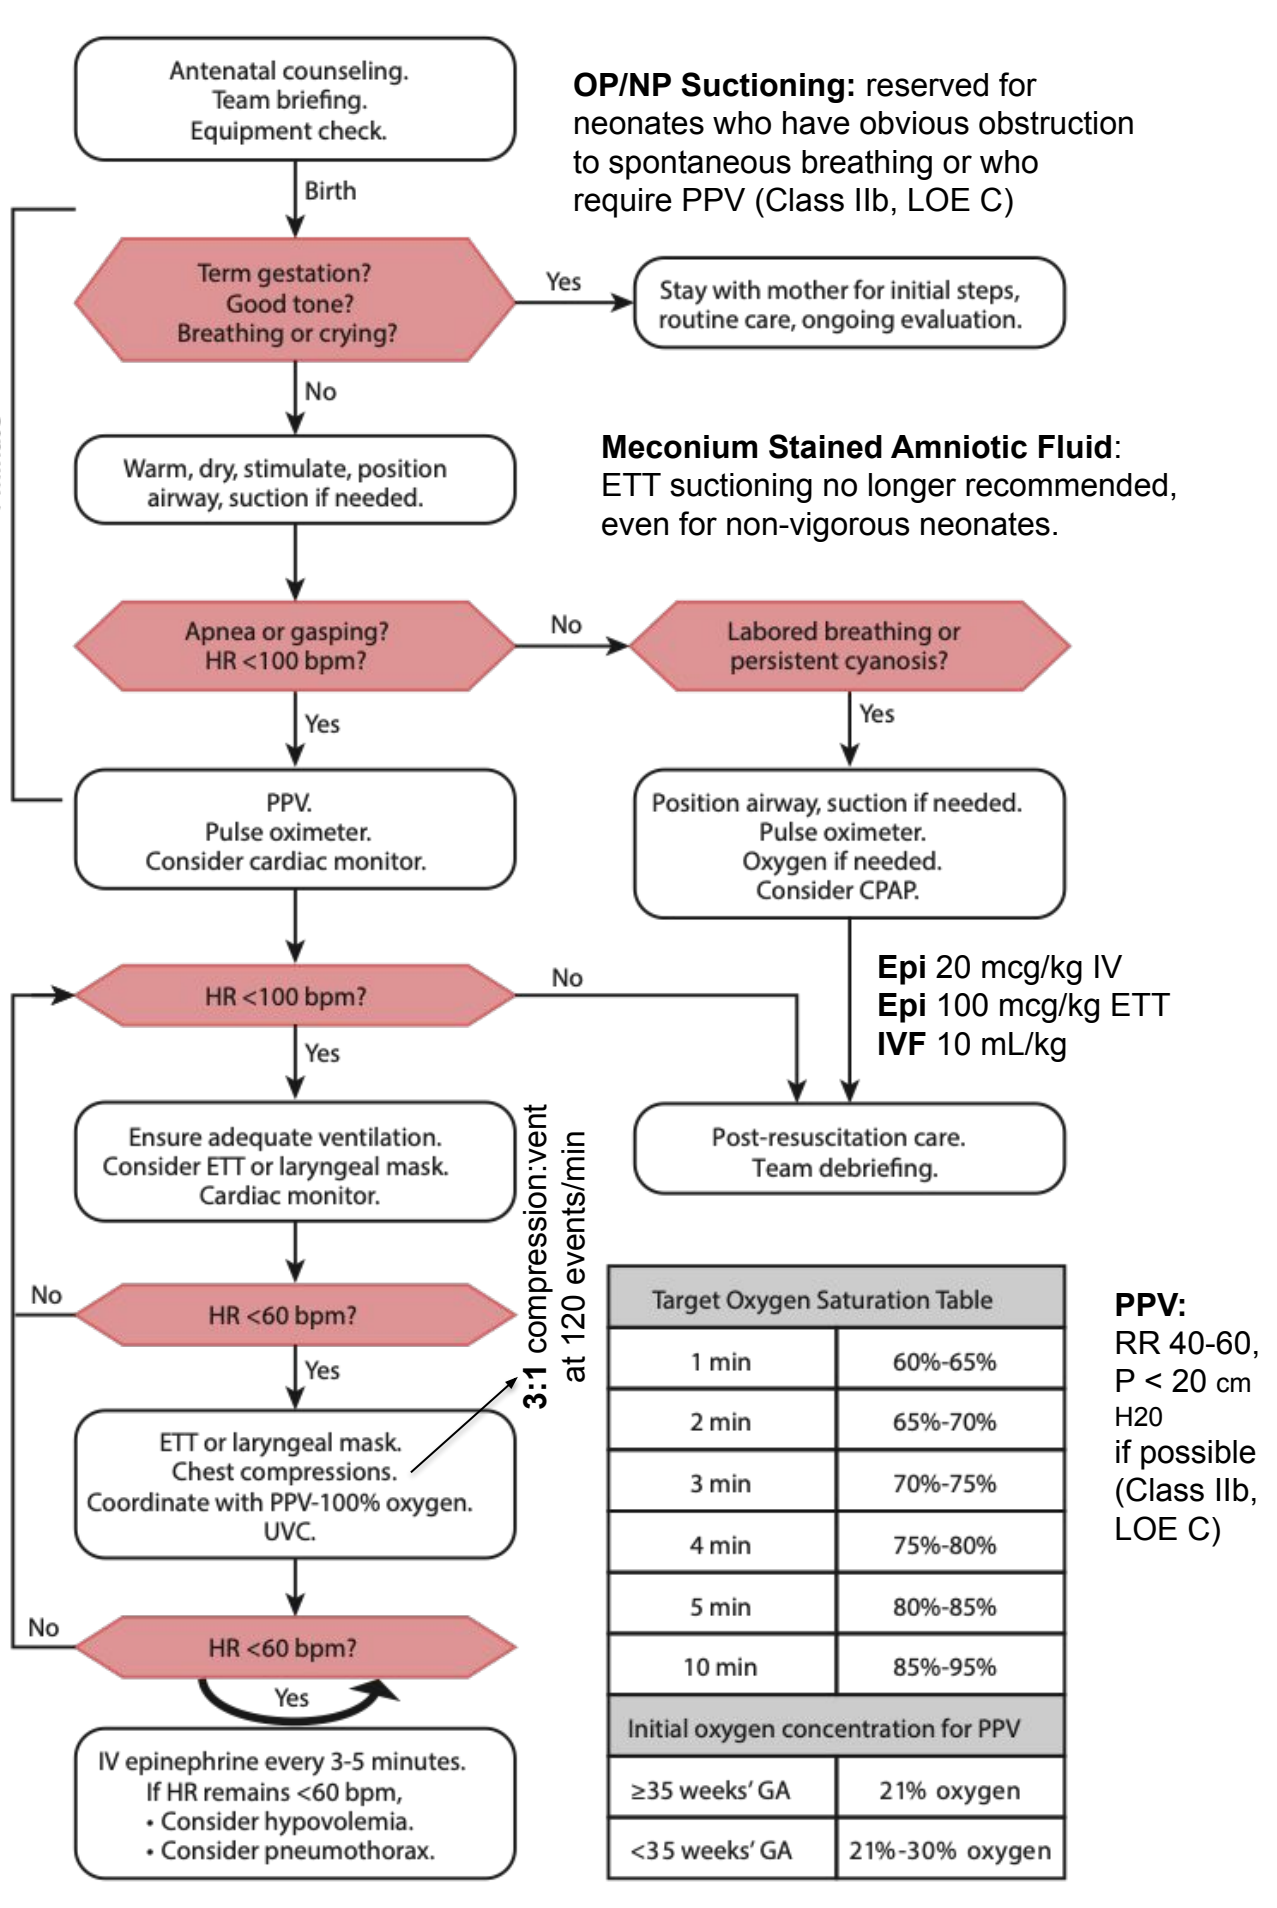 Antenatal counseling.
Team briefing.
Equipment check.
OP/NP Suctioning: reserved for
neonates who have obvious obstruction
to spontaneous breathing or who
require PPV (Class IIb, LOE C)
Birth
Term gestation?
Good tone?
Breathing or crying?
Yes
Stay with mother for initial steps,
routine care, ongoing evaluation.
No
Warm, dry, stimulate, position
airway, suction if needed.
Meconium Stained Amniotic Fluid:
ETT suctioning no longer recommended,
even for non-vigorous neonates.
Apnea or gasping?
HR <100 bpm?
No
Labored breathing or
persistent cyanosis?
Yes
Yes
PPV.
Pulse oximeter.
Consider cardiac monitor.
Position airway, suction if needed.
Pulse oximeter.
Oxygen if needed.
Consider CPAP.
HR <100 bpm?
No
Epi 20 mcg/kg IV
Epi 100 mcg/kg ETT
IVF 10 mL/kg
Yes
Ensure adequate ventilation.
Consider ETT or laryngeal mask.
Cardiac monitor.
3:1 compression:vent
at 120 events/min
Post-resuscitation care.
Team debriefing.
No
HR <60 bpm?
Yes
ETT or laryngeal mask.
Chest compressions.
Coordinate with PPV-100% oxygen.
UVC.
No
HR <60 bpm?
Yes
IV epinephrine every 3-5 minutes.
If HR remains <60 bpm,
• Consider hypovolemia.
• Consider pneumothorax.
Target Oxygen Saturation Table
1 min 60%-65%
2 min 65%-70%
3 min 70%-75%
4 min 75%-80%
5 min 80%-85%
10 min 85%-95%
Initial oxygen concentration for PPV
≥35 weeks’ GA 21% oxygen
<35 weeks’ GA 21%-30% oxygen
PPV:
RR 40-60,
P < 20 cm
H20
if possible
(Class IIb,
LOE C)